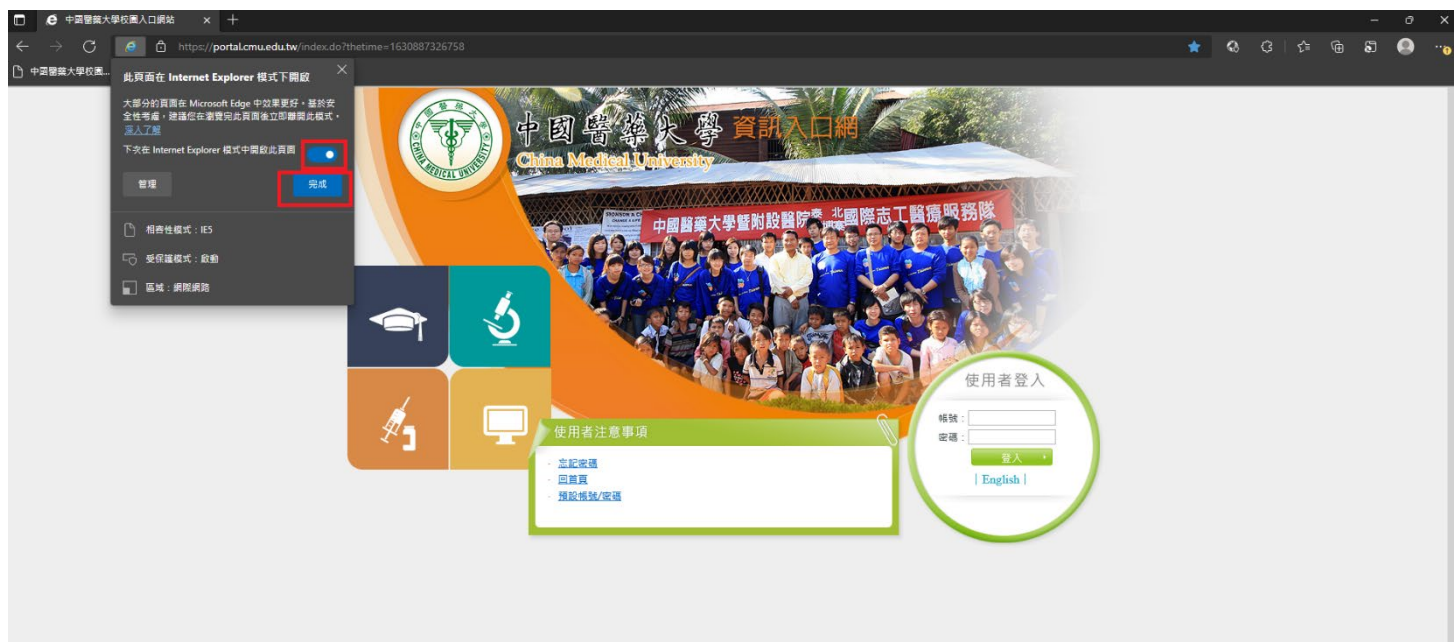 中國醫藥大學校園入口網站
https://portal.cmu.edu.tw/index.do?thetime=1630887326758
中國醫藥大學校園...
此頁面在 Internet Explorer 模式下開啟
大部分的頁面在 Microsoft Edge 中效果更好。基於安
全性考慮，建議您在瀏覽完此頁面後立即離開此模式。
深入了解
下次在 Internet Explorer 模式中開啟此頁面
管理
完成
相容性模式：IE5
受保護模式：啟動
區域：網際網路
中國醫藥大學 資訊入口網
China Medical University
CHINA MEDICAL UNIVERSITY
中國醫藥大學暨附設醫院臺北國際志工醫療服務隊
使用者登入
帳號：
密碼：
登入
| English |
使用者注意事項
忘記密碼
回首頁
預設帳號/密碼